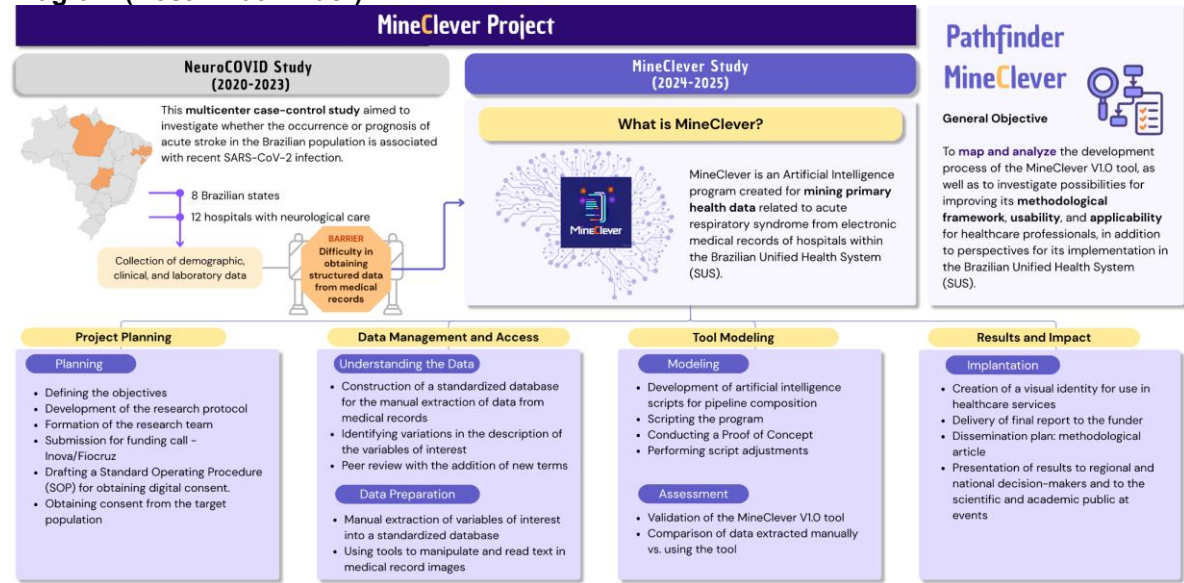 MineClever Project
NeuroCOVID Study
(2020-2023)
This multicenter case-control study aimed to
investigate whether the occurrence or prognosis of
acute stroke in the Brazilian population is associated
with recent SARS-CoV-2 infection.
8 Brazilian states
12 hospitals with neurological care
Collection of demographic,
clinical, and laboratory data
BARRIER
Difficulty in
obtaining
structured data
from medical
records
MineClever Study
(2024-2025)
What is MineClever?
MineClever
MineClever is an Artificial Intelligence
program created for mining primary
health data related to acute
respiratory syndrome from electronic
medical records of hospitals within
the Brazilian Unified Health System
(SUS).
Pathfinder
MineClever
General Objective
To map and analyze the development
process of the MineClever V1.0 tool, as
well as to investigate possibilities for
improving its methodological
framework, usability, and applicability
for healthcare professionals, in addition
to perspectives for its implementation in
the Brazilian Unified Health System
(SUS).
Project Planning
Planning
• Defining the objectives
• Development of the research protocol
• Formation of the research team
• Submission for funding call -
Inova/Fiocruz
• Drafting a Standard Operating Procedure
(SOP) for obtaining digital consent.
• Obtaining consent from the target
population
Data Management and Access
Understanding the Data
• Construction of a standardized database
for the manual extraction of data from
medical records
• Identifying variations in the description of
the variables of interest
• Peer review with the addition of new terms
Data Preparation
• Manual extraction of variables of interest
into a standardized database
• Using tools to manipulate and read text in
medical record images
Tool Modeling
Modeling
• Development of artificial intelligence
scripts for pipeline composition
• Scripting the program
• Conducting a Proof of Concept
• Performing script adjustments
Assessment
• Validation of the MineClever V1.0 tool
• Comparison of data extracted manually
vs. using the tool
Results and Impact
Implantation
• Creation of a visual identity for use in
healthcare services
• Delivery of final report to the funder
• Dissemination plan: methodological
article
• Presentation of results to regional and
national decision-makers and to the
scientific and academic public at
events